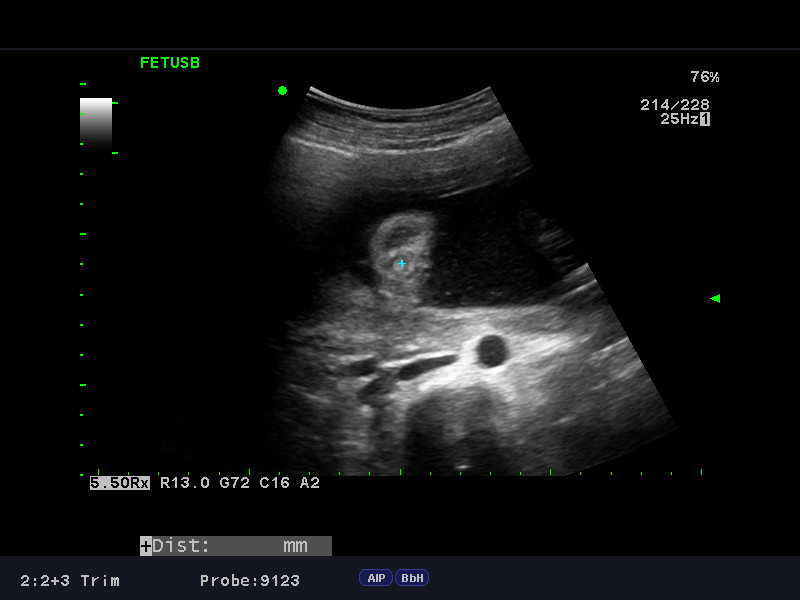 FETUSB
76%
214/228
25Hz1
5.50Rx R13.0 G72 C16 A2
+Dist: mm
2:2+3 Trim Probe:9123 AIP BbH